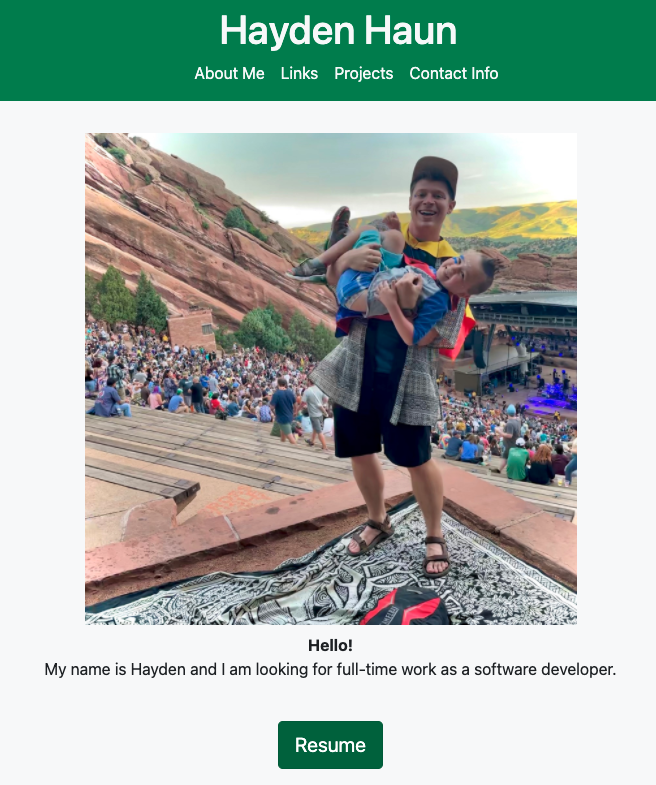 Hayden Haun
About Me Links Projects Contact Info
Hello!
My name is Hayden and I am looking for full-time work as a software developer.
Resume